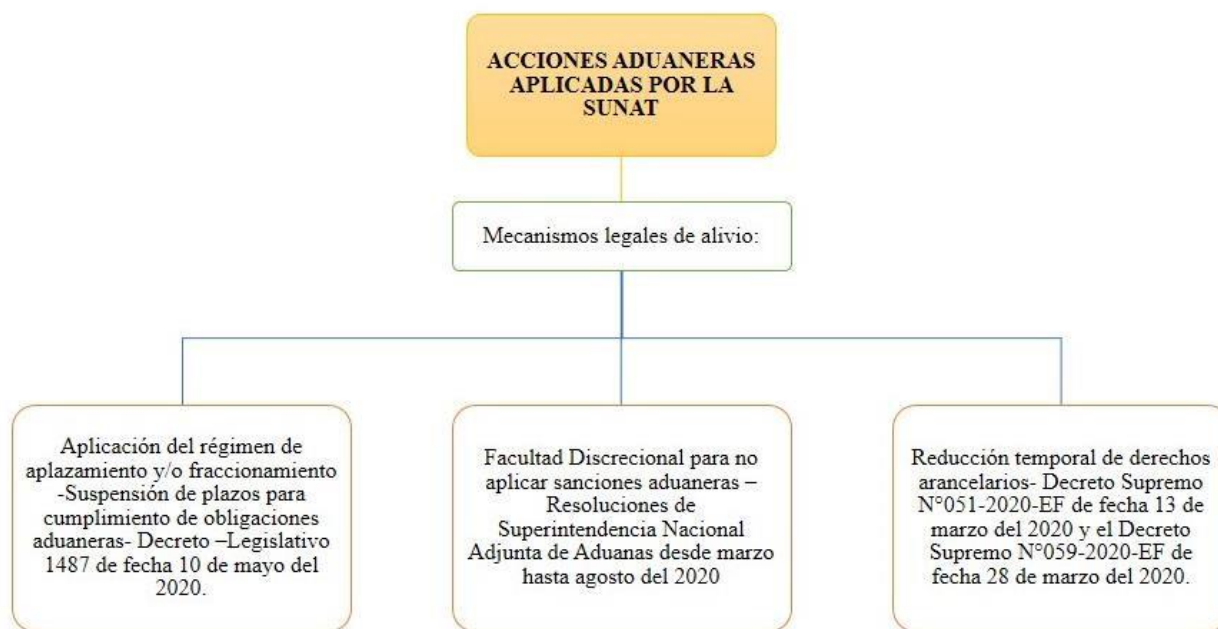 ACCIONES ADUANERAS
APLICADAS POR LA
SUNAT
Mecanismos legales de alivio:
Aplicación del régimen de
aplazamiento y/o fraccionamiento
-Suspensión de plazos para
cumplimiento de obligaciones
aduaneras- Decreto –Legislativo
1487 de fecha 10 de mayo del
2020.
Facultad Discrecional para no
aplicar sanciones aduaneras –
Resoluciones de
Superintendencia Nacional
Adjunta de Aduanas desde marzo
hasta agosto del 2020
Reducción temporal de derechos
arancelarios- Decreto Supremo
N°051-2020-EF de fecha 13 de
marzo del 2020 y el Decreto
Supremo N°059-2020-EF de
fecha 28 de marzo del 2020.